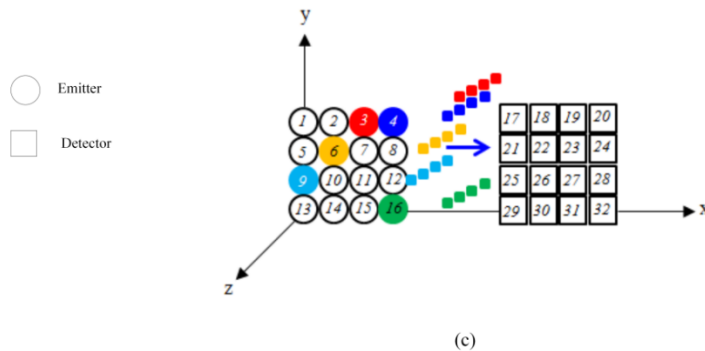 y
Emitter
Detector
1 2 3 4
5 6 7 8
9 10 11 12
13 14 15 16
17 18 19 20
21 22 23 24
25 26 27 28
29 30 31 32
x
z
(c)